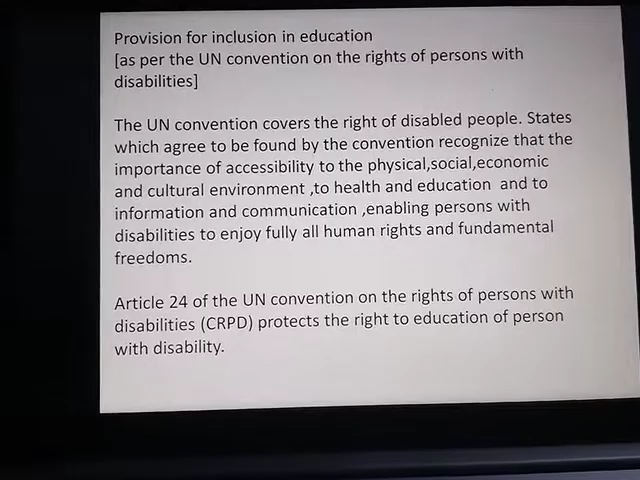 Provision for inclusion in education
[as per the UN convention on the rights of persons with
disabilities]
The UN convention covers the right of disabled people. States
which agree to be found by the convention recognize that the
importance of accessibility to the physical,social,economic
and cultural environment ,to health and education and to
information and communication ,enabling persons with
disabilities to enjoy fully all human rights and fundamental
freedoms.
Article 24 of the UN convention on the rights of persons with
disabilities (CRPD) protects the right to education of person
with disability.